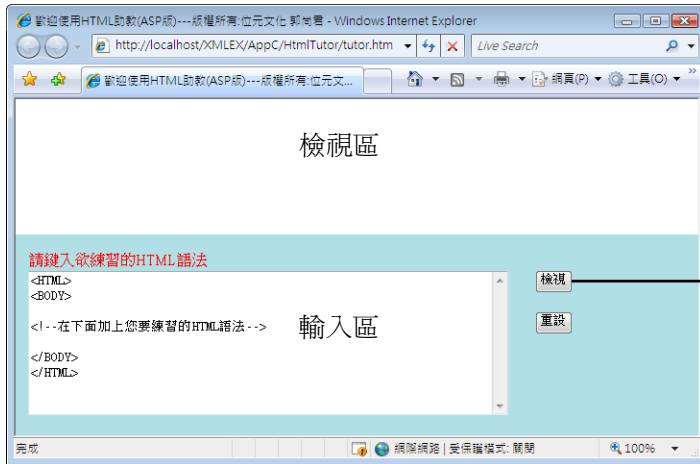 歡迎使用HTML助教(ASP版)---版權所有:位元文化 郭尚君 - Windows Internet Explorer
http://localhost/XMLEX/AppC/HtmlTutor/tutor.htm
Live Search
歡迎使用HTML助教(ASP版)---版權所有:位元文...
網頁(P)
工具(O)
»
檢視區
請鍵入欲練習的HTML語法
<HTML>
<BODY>
檢視
<!--在下面加上您要練習的HTML語法-->
輸入區
重設
</BODY>
</HTML>
完成
網際網路 | 受保護模式: 關閉
100%